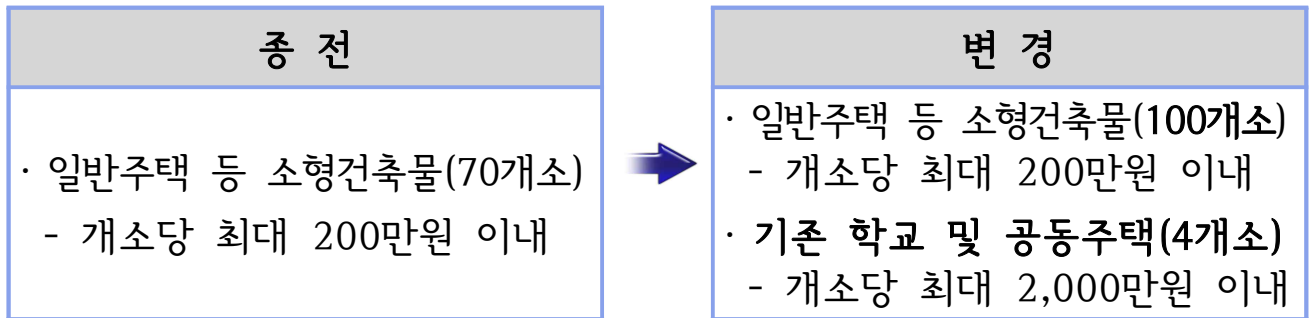 종 전
· 일반주택 등 소형건축물(70개소)
- 개소당 최대 200만원 이내
변 경
· 일반주택 등 소형건축물(100개소)
- 개소당 최대 200만원 이내
· 기존 학교 및 공동주택(4개소)
- 개소당 최대 2,000만원 이내